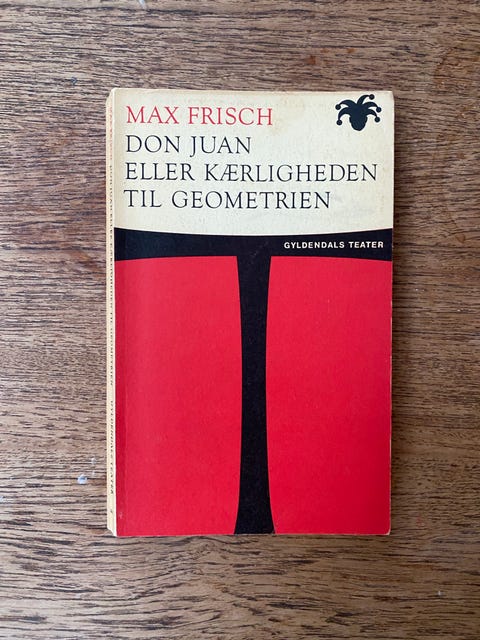 MAX FRISCH
DON JUAN
ELLER KÆRLIGHEDEN
TIL GEOMETRIEN
GYLDENDALS TEATER